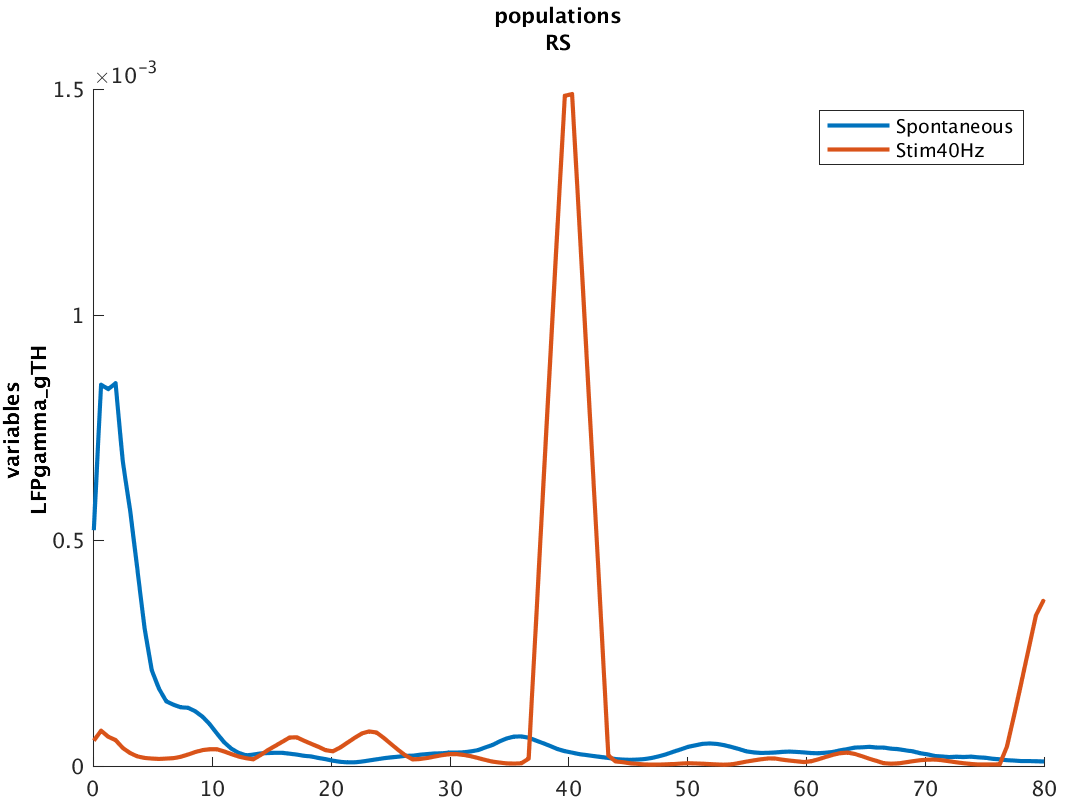 populations
RS
×10⁻³
1.5
1
0.5
0
variables
LFPgamma_gTH
Spontaneous
Stim40Hz
0 10 20 30 40 50 60 70 80